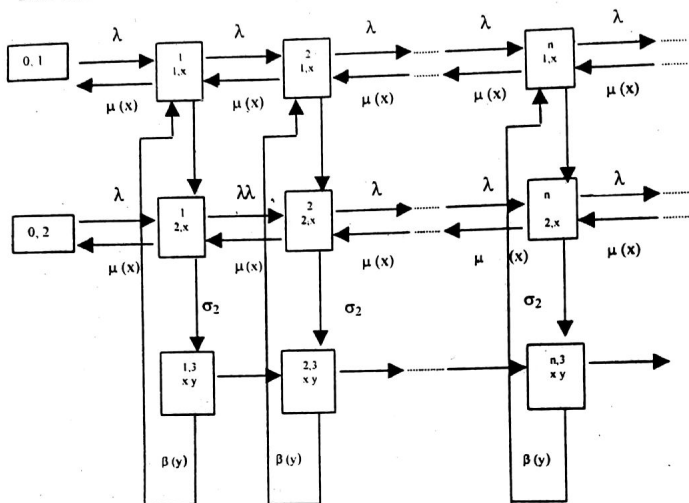 λ λ λ λ λ
0, 1
1
1,x
2
1,x
n
1,x
μ (x) μ (x) μ (x) μ (x) μ (x)
λ λλ λ λ λ
0, 2
1
2,x
2
2,x
n
2,x
μ (x) μ (x) μ (x) μ (x) μ (x)
σ2 σ2 σ2
1,3
x y
2,3
x y
n,3
x y
β (y) β (y) β (y)